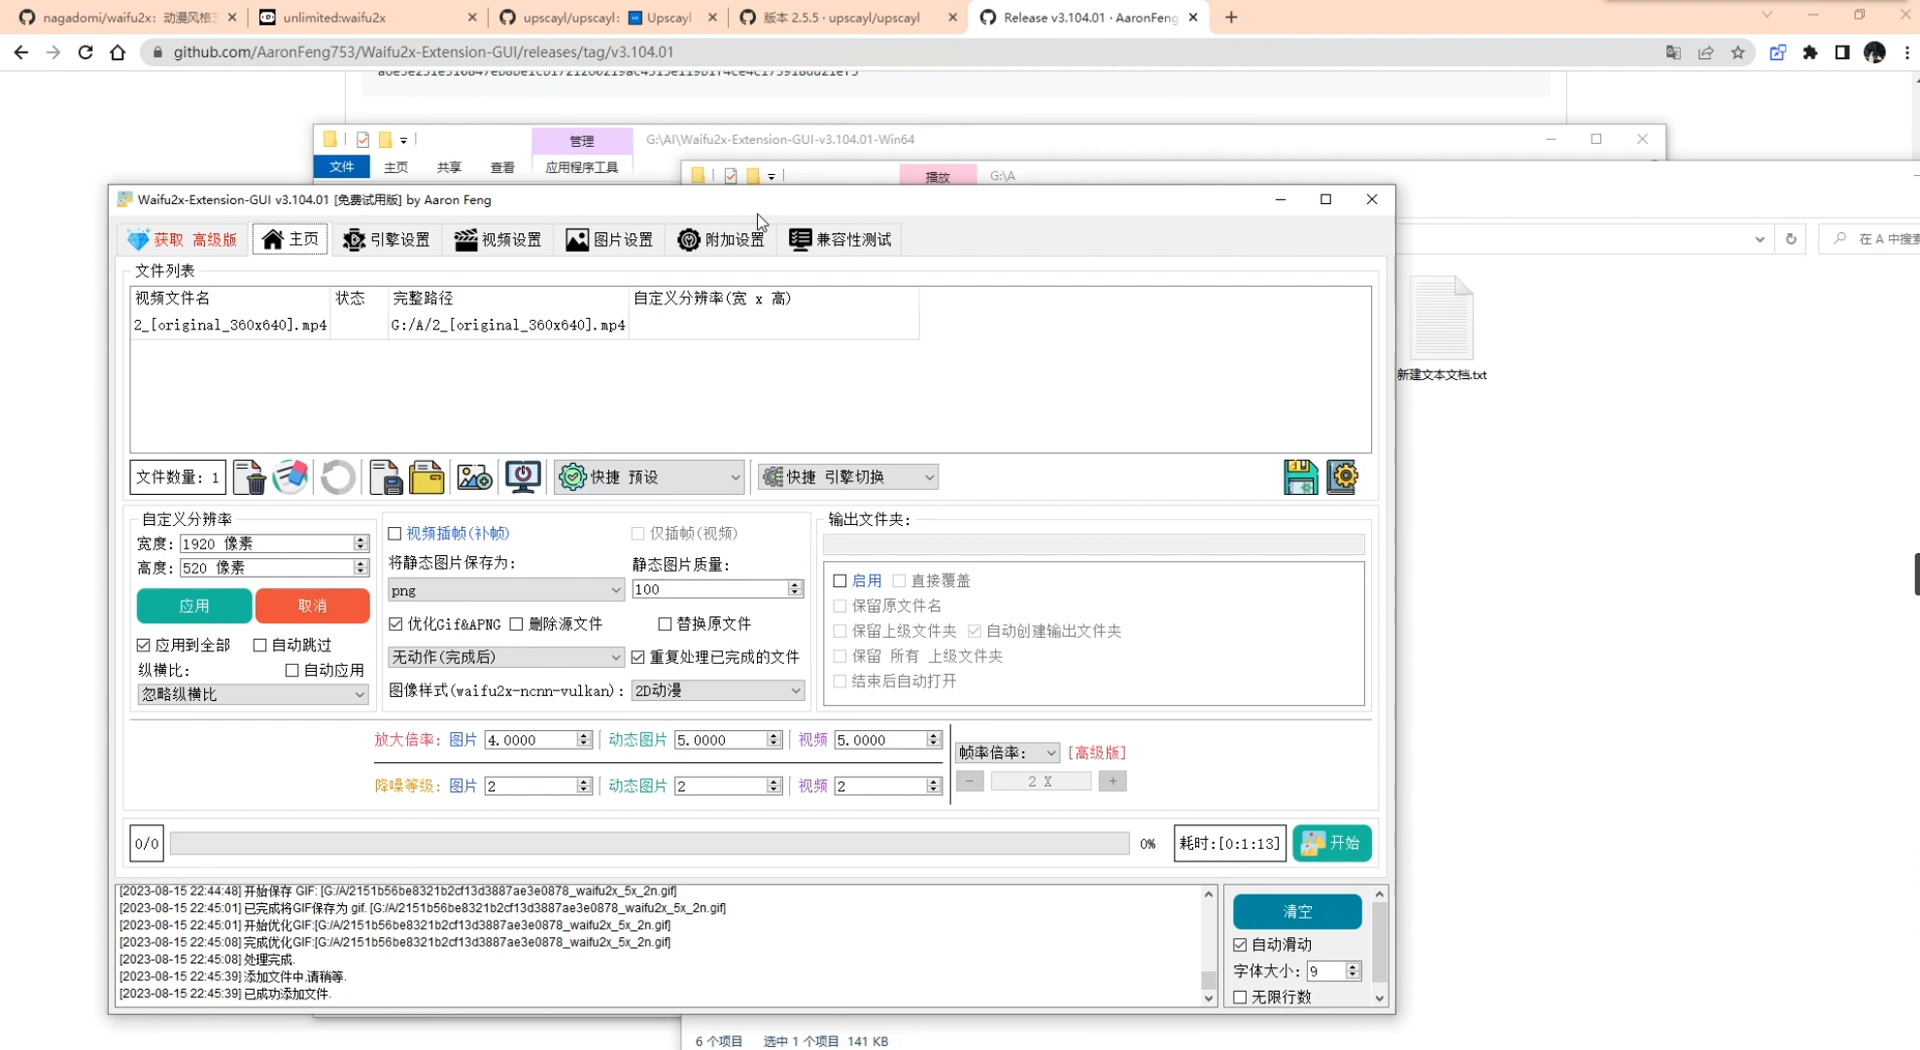 nagadomi/waifu2x: 动漫风格
unlimited:waifu2x
upscayl/upscayl: Upscayl
版本 2.5.5 · upscayl/upscayl
Release v3.104.01 · AaronFeng
github.com/AaronFeng753/Waifu2x-Extension-GUI/releases/tag/v3.104.01
管理
G:\AI\Waifu2x-Extension-GUI-v3.104.01-Win64
文件 主页 共享 查看 应用程序工具
播放 G:\A
Waifu2x-Extension-GUI v3.104.01 [免费试用版] by Aaron Feng
获取 高级版 主页 引擎设置 视频设置 图片设置 附加设置 兼容性测试
在 A 中搜索
文件列表
视频文件名 状态 完整路径 自定义分辨率(宽 x 高)
2_[original_360x640].mp4 G:/A/2_[original_360x640].mp4
新建文本文档.txt
文件数量: 1 快捷 预设 快捷 引擎切换
自定义分辨率
宽度: 1920 像素
高度: 520 像素
应用 取消
应用到全部 自动跳过
纵横比: 自动应用
忽略纵横比
视频插帧(补帧) 仅插帧(视频)
将静态图片保存为: 静态图片质量:
png 100
优化Gif&APNG 删除源文件 替换原文件
无动作(完成后) 重复处理已完成的文件
图像样式(waifu2x-ncnn-vulkan): 2D动漫
输出文件夹:
启用 直接覆盖
保留原文件名
保留上级文件夹 自动创建输出文件夹
保留 所有 上级文件夹
结束后自动打开
放大倍率: 图片 4.0000 动态图片 5.0000 视频 5.0000
降噪等级: 图片 2 动态图片 2 视频 2
帧率倍率: [高级版]
- 2 X +
0/0 0% 耗时:[0:1:13] 开始
[2023-08-15 22:44:48] 开始保存 GIF: [G:/A/2151b56be8321b2cf13d3887ae3e0878_waifu2x_5x_2n.gif]
[2023-08-15 22:45:01] 已完成将GIF保存为 gif. [G:/A/2151b56be8321b2cf13d3887ae3e0878_waifu2x_5x_2n.gif]
[2023-08-15 22:45:01] 开始优化GIF:[G:/A/2151b56be8321b2cf13d3887ae3e0878_waifu2x_5x_2n.gif]
[2023-08-15 22:45:08] 完成优化GIF:[G:/A/2151b56be8321b2cf13d3887ae3e0878_waifu2x_5x_2n.gif]
[2023-08-15 22:45:08] 处理完成.
[2023-08-15 22:45:39] 添加文件中,请稍等.
[2023-08-15 22:45:39] 已成功添加文件.
清空
自动滑动
字体大小: 9
无限行数
6 个项目 选中 1 个项目 141 KB